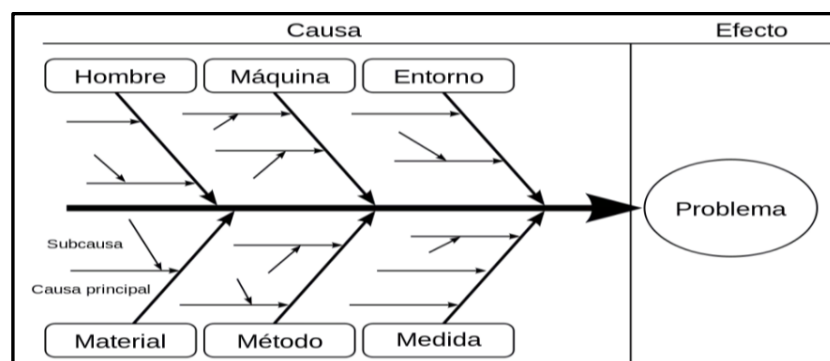 Causa
Efecto
Hombre
Máquina
Entorno
Problema
Subcausa
Causa principal
Material
Método
Medida